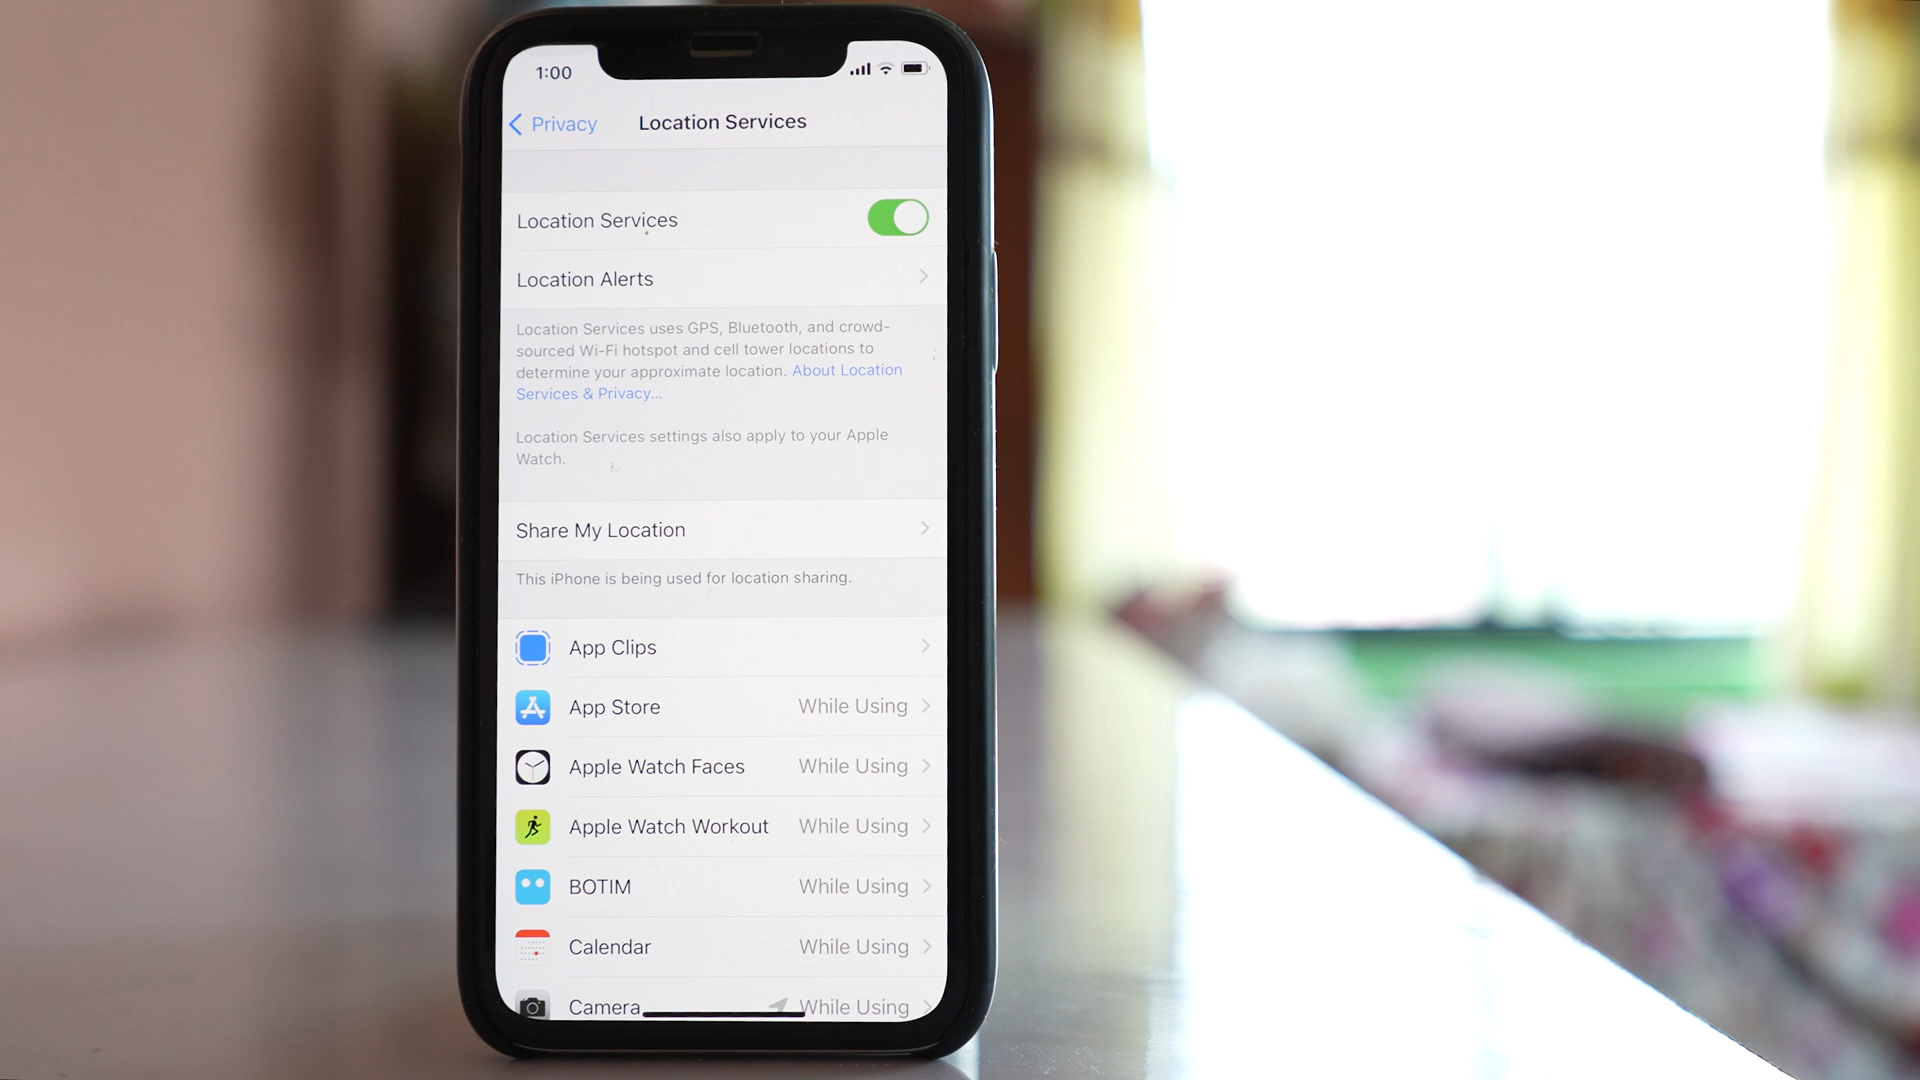 1:00
Privacy
Location Services
Location Services
Location Alerts
Location Services uses GPS, Bluetooth, and crowd-
sourced Wi-Fi hotspot and cell tower locations to
determine your approximate location. About Location
Services & Privacy...
Location Services settings also apply to your Apple
Watch.
Share My Location
This iPhone is being used for location sharing.
App Clips
App Store While Using
Apple Watch Faces While Using
Apple Watch Workout While Using
BOTIM While Using
Calendar While Using
Camera While Using